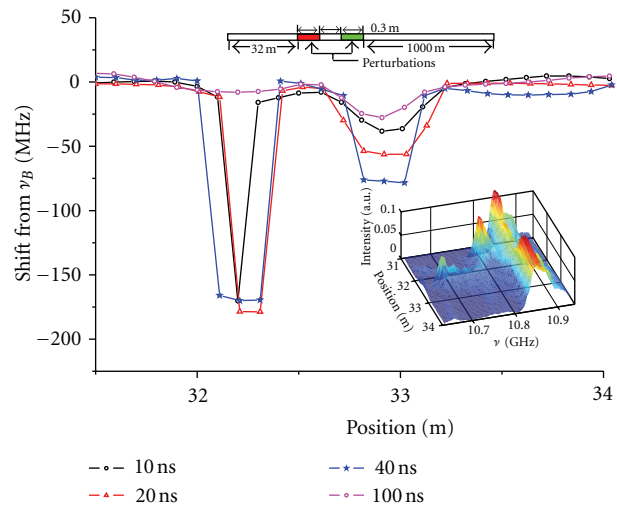 50
0
−50
−100
−150
−200
Shift from νB (MHz)
32
33
34
Position (m)
0.3 m
32 m
1000 m
Perturbations
Intensity (a.u.)
0.1
0.05
0
31
32
33
34
Position (m)
10.7
10.8
10.9
ν (GHz)
10 ns
40 ns
20 ns
100 ns